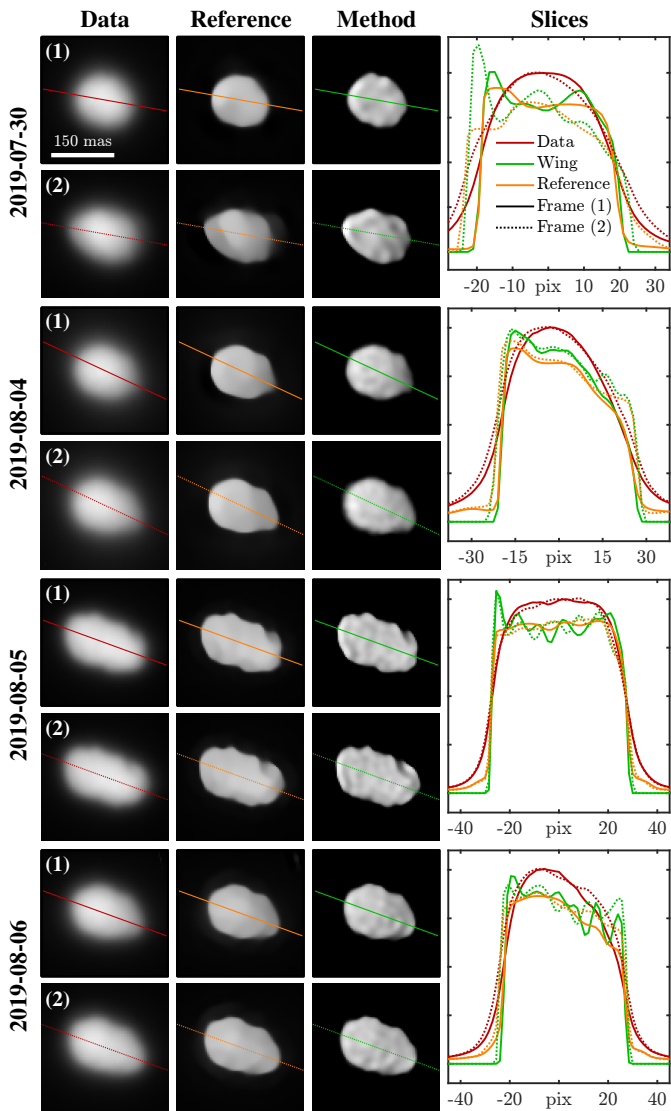 Data Reference Method Slices
2019-07-30
(1)
150 mas
(2)
Data
Wing
Reference
Frame (1)
Frame (2)
-20 -10 pix 10 20 30
2019-08-04
(1)
(2)
-30 -15 pix 15 30
2019-08-05
(1)
(2)
-40 -20 pix 20 40
2019-08-06
(1)
(2)
-40 -20 pix 20 40